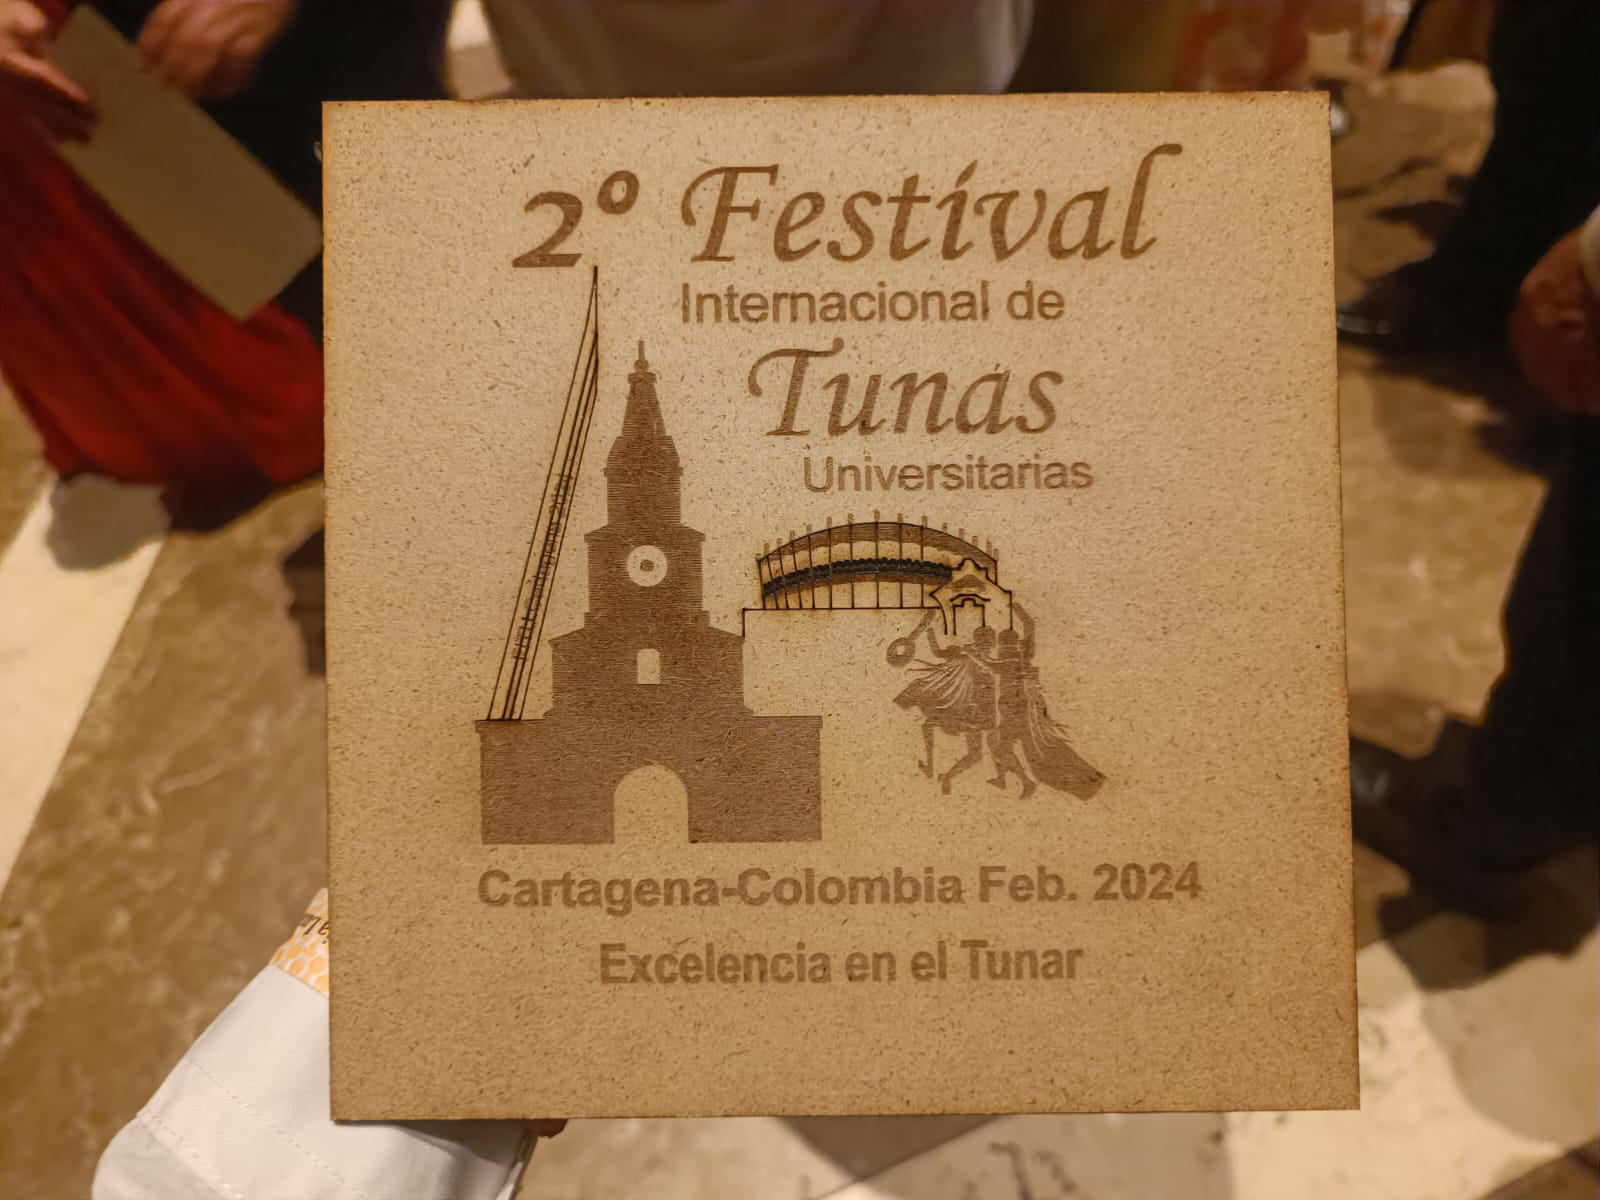 2º Festival
Internacional de
Tunas
Universitarias
Cartagena-Colombia Feb. 2024
Excelencia en el Tunar